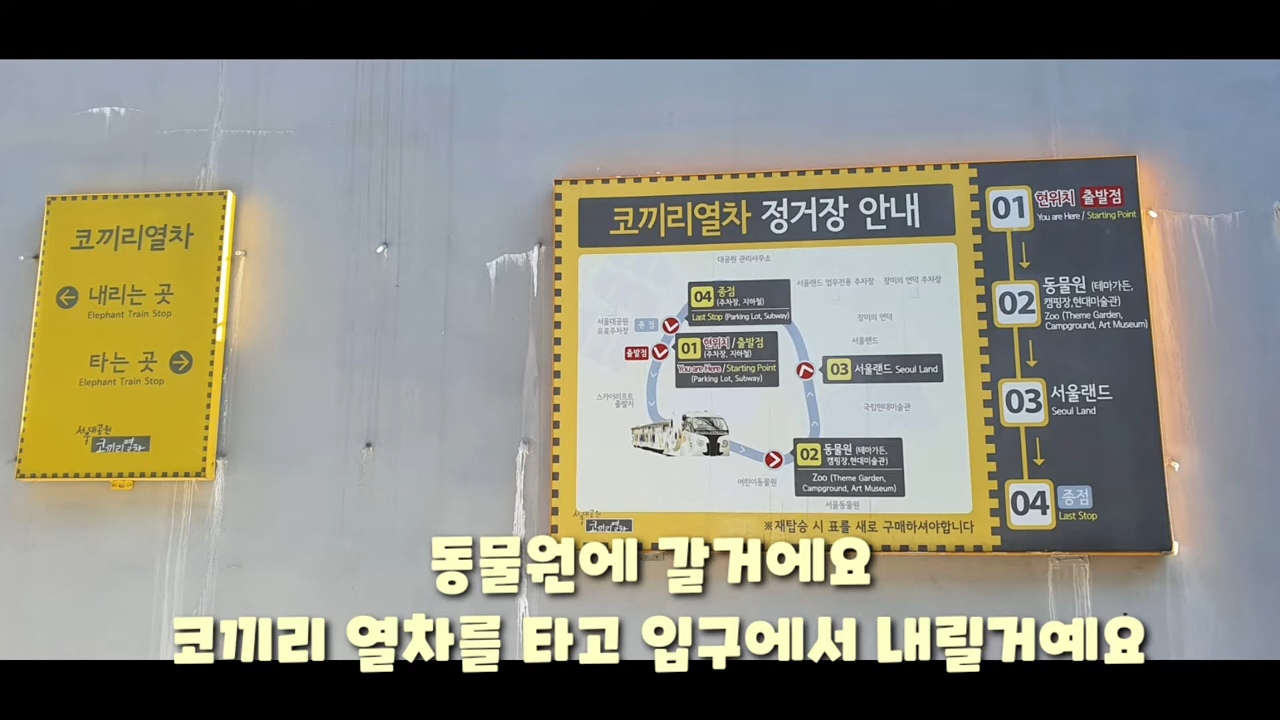 코끼리열차
내리는 곳
Elephant Train Stop
타는 곳
Elephant Train Stop
서울대공원
코끼리열차
코끼리열차 정거장 안내
대공원 관리사무소
04 종점
(주차장, 지하철)
Last Stop (Parking Lot, Subway)
서울랜드 업무전용 주차장
장미의 언덕 주차장
서울대공원
유료주차장
종점
장미의 언덕
출발점
01 현위치/출발점
(주차장, 지하철)
You are Here / Starting Point
(Parking Lot, Subway)
서울랜드
03 서울랜드 Seoul Land
스카이리프트
출발지
국립현대미술관
02 동물원 (테마가든,
캠핑장,현대미술관)
Zoo (Theme Garden,
Campground, Art Museum)
어린이동물원
서울동물원
서울대공원
코끼리열차
※재탑승 시 표를 새로 구매하셔야합니다
01 현위치 출발점
You are Here / Starting Point
02 동물원 (테마가든,
캠핑장,현대미술관)
Zoo (Theme Garden,
Campground, Art Museum)
03 서울랜드
Seoul Land
04 종점
Last Stop
동물원에 갈거에요
코끼리 열차를 타고 입구에서 내릴거예요